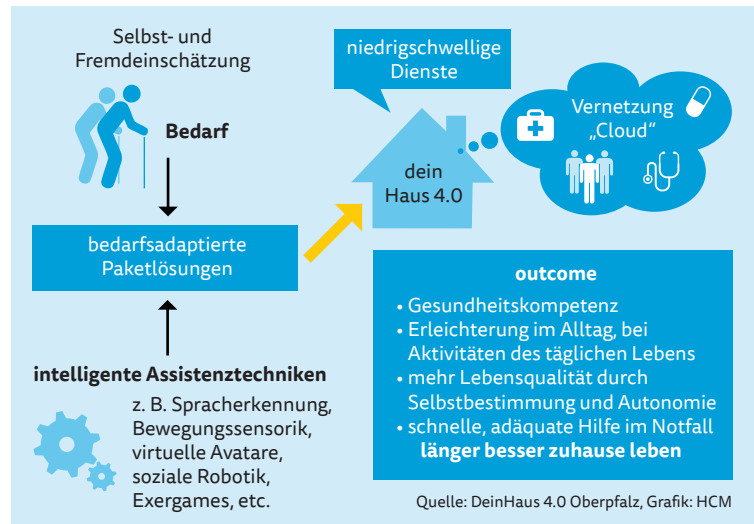 Selbst- und
Fremdeinschätzung
Bedarf
bedarfsadaptierte
Paketlösungen
intelligente Assistenztechniken
z. B. Spracherkennung,
Bewegungssensorik,
virtuelle Avatare,
soziale Robotik,
Exergames, etc.
niedrigschwellige
Dienste
dein
Haus 4.0
Vernetzung
„Cloud“
outcome
• Gesundheitskompetenz
• Erleichterung im Alltag, bei
Aktivitäten des täglichen Lebens
• mehr Lebensqualität durch
Selbstbestimmung und Autonomie
• schnelle, adäquate Hilfe im Notfall
länger besser zuhause leben
Quelle: DeinHaus 4.0 Oberpfalz, Grafik: HCM